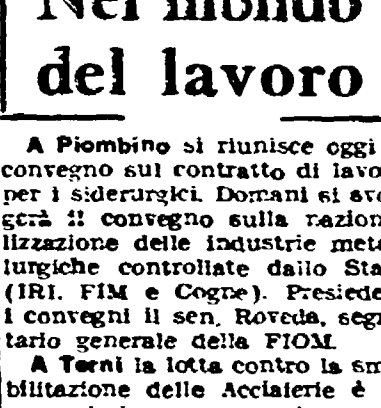 Nel mondo
del lavoro
A Piombino si riunisce oggi
convegno sul contratto di lavo
per i siderurgici. Domani si svo
gerà il convegno sulla razion
lizzazione delle industrie meta
lurgiche controllate dallo Sta
(IRI, FIM e Cogne). Presiede
i convegni il sen. Roveda, segr
tario generale della FIOM.
A Terni la lotta contro la sm
bilitazione delle Acciaierie è